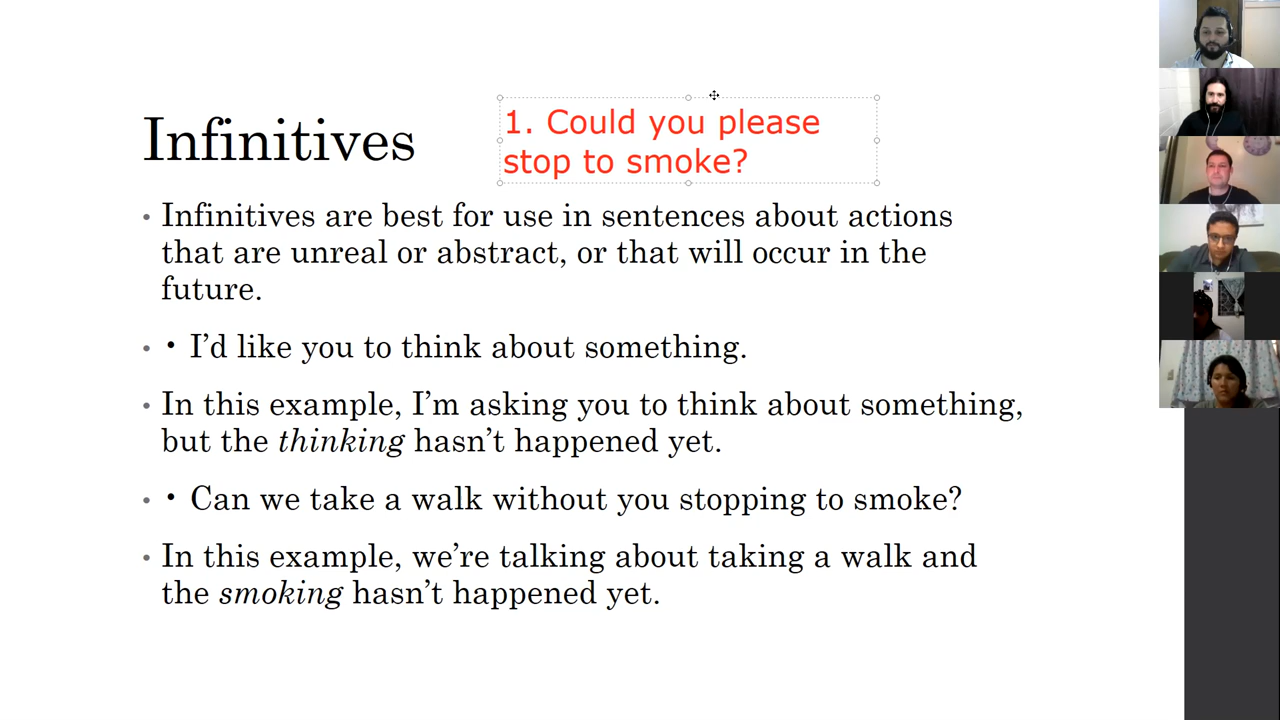 Infinitives
1. Could you please
stop to smoke?
• Infinitives are best for use in sentences about actions
that are unreal or abstract, or that will occur in the
future.
• • I’d like you to think about something.
• In this example, I’m asking you to think about something,
but the thinking hasn’t happened yet.
• • Can we take a walk without you stopping to smoke?
• In this example, we’re talking about taking a walk and
the smoking hasn’t happened yet.